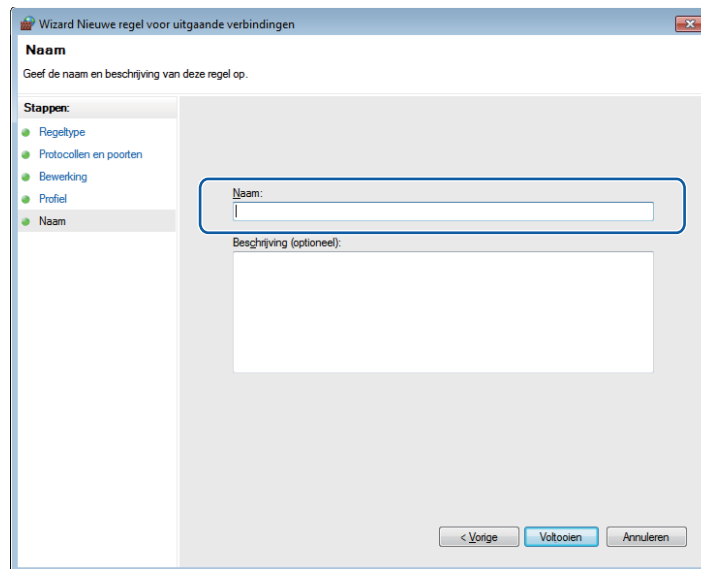 Wizard Nieuwe regel voor uitgaande verbindingen
Naam
Geef de naam en beschrijving van deze regel op.
Stappen:
Regeltype
Protocollen en poorten
Bewerking
Profiel
Naam
Naam:
Beschrijving (optioneel):
< Vorige
Voltooien
Annuleren